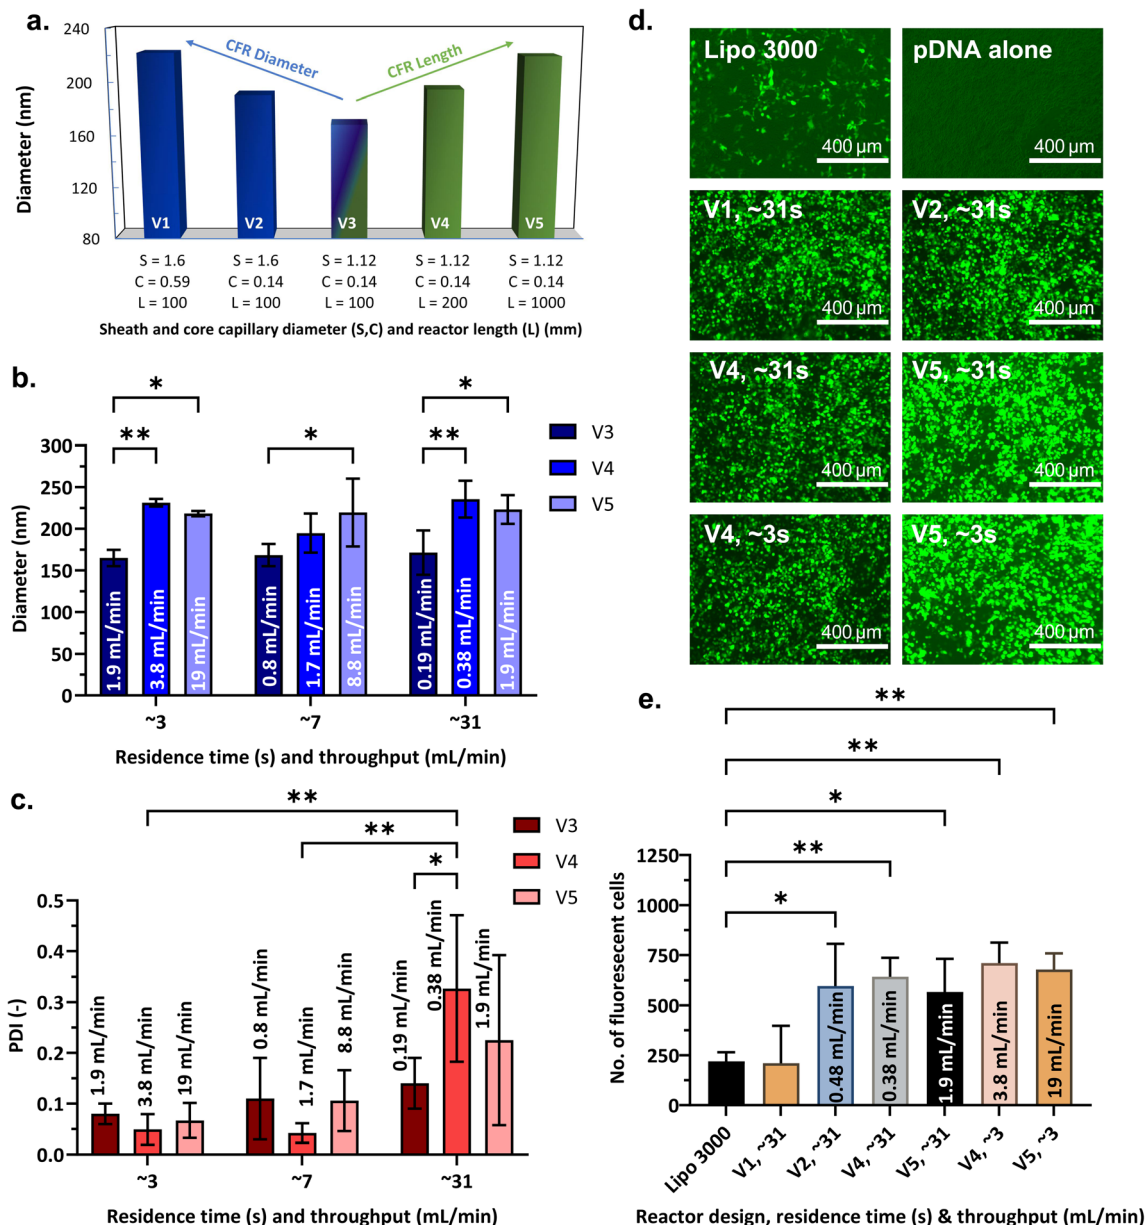 a.
240
200
160
120
80
Diameter (nm)
CFR Diameter
CFR Length
V1
V2
V3
V4
V5
S = 1.6
C = 0.59
L = 100
S = 1.6
C = 0.14
L = 100
S = 1.12
C = 0.14
L = 100
S = 1.12
C = 0.14
L = 200
S = 1.12
C = 0.14
L = 1000
Sheath and core capillary diameter (S,C) and reactor length (L) (mm)
b.
*
**
*
*
**
V3
V4
V5
300
250
200
150
100
50
0
Diameter (nm)
1.9 mL/min
3.8 mL/min
19 mL/min
0.8 mL/min
1.7 mL/min
8.8 mL/min
0.19 mL/min
0.38 mL/min
1.9 mL/min
~3
~7
~31
Residence time (s) and throughput (mL/min)
c.
**
**
*
V3
V4
V5
0.5
0.4
0.3
0.2
0.1
0.0
PDI (-)
1.9 mL/min
3.8 mL/min
19 mL/min
0.8 mL/min
1.7 mL/min
8.8 mL/min
0.19 mL/min
0.38 mL/min
1.9 mL/min
~3
~7
~31
Residence time (s) and throughput (mL/min)
d.
Lipo 3000
400 µm
pDNA alone
400 µm
V1, ~31s
400 µm
V2, ~31s
400 µm
V4, ~31s
400 µm
V5, ~31s
400 µm
V4, ~3s
400 µm
V5, ~3s
400 µm
e.
**
**
*
**
*
1250
1000
750
500
250
0
No. of fluoresecent cells
0.48 mL/min
0.38 mL/min
1.9 mL/min
3.8 mL/min
19 mL/min
Lipo 3000
V1, ~31
V2, ~31
V4, ~31
V5, ~31
V4, ~3
V5, ~3
Reactor design, residence time (s) & throughput (mL/min)